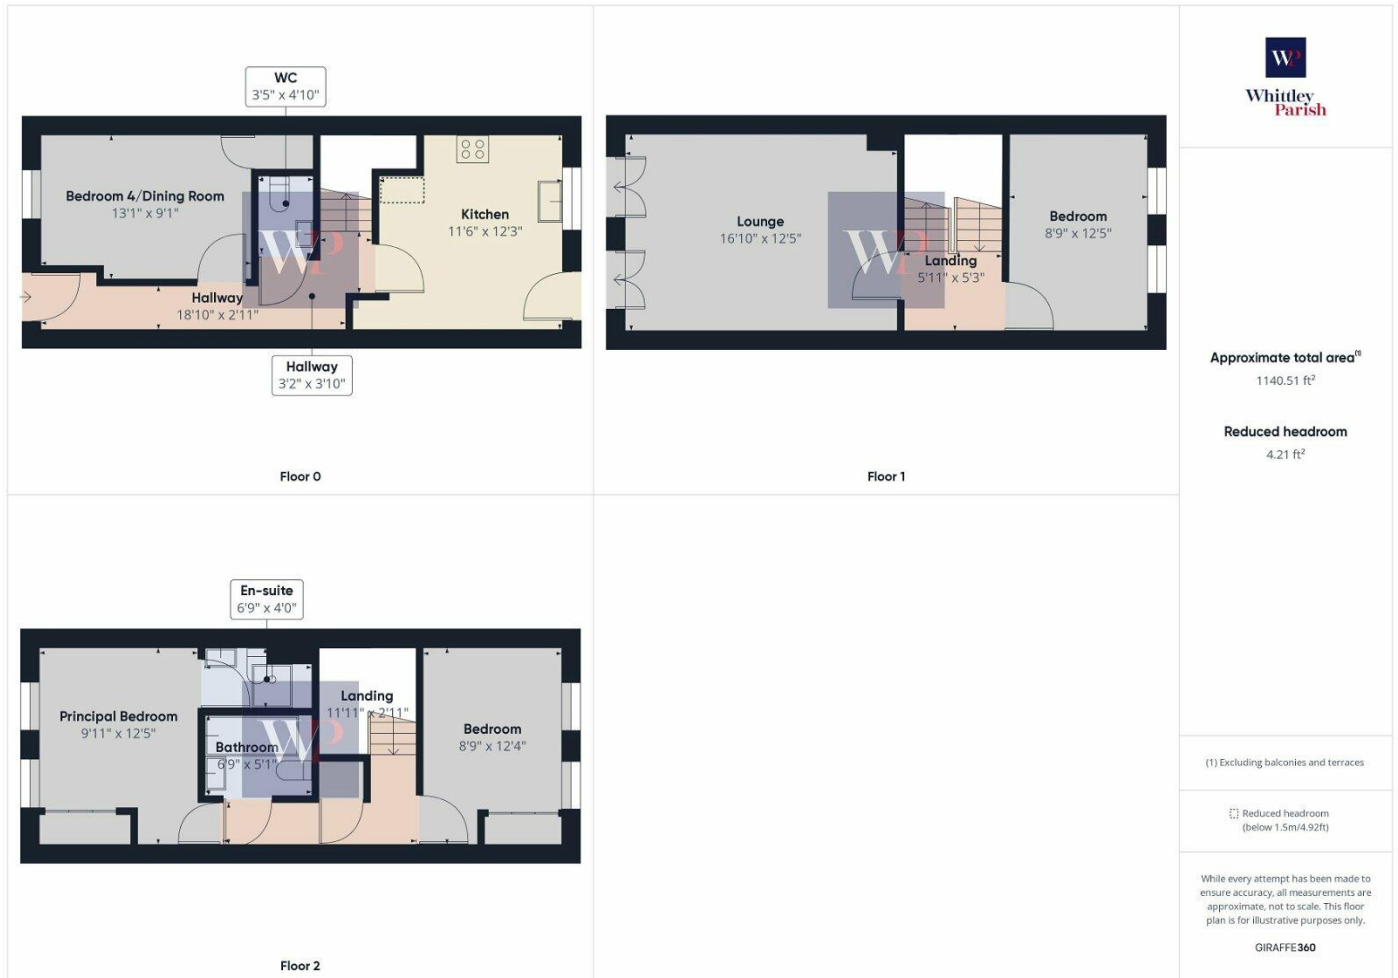 WC
3'5" x 4'10"
Bedroom 4/Dining Room
13'1" x 9'1"
Kitchen
11'6" x 12'3"
Hallway
18'10" x 2'11"
Hallway
3'2" x 3'10"
WP
Floor 0
Lounge
16'10" x 12'5"
Landing
5'11" x 5'3"
Bedroom
8'9" x 12'5"
WP
Floor 1
En-suite
6'9" x 4'0"
Principal Bedroom
9'11" x 12'5"
Bathroom
6'9" x 5'1"
Landing
11'11" x 2'11"
Bedroom
8'9" x 12'4"
WP
Floor 2
WP
Whittley
Parish
Approximate total area(1)
1140.51 ft²
Reduced headroom
4.21 ft²
(1) Excluding balconies and terraces
Reduced headroom
(below 1.5m/4.92ft)
While every attempt has been made to
ensure accuracy, all measurements are
approximate, not to scale. This floor
plan is for illustrative purposes only.
GIRAFFE360